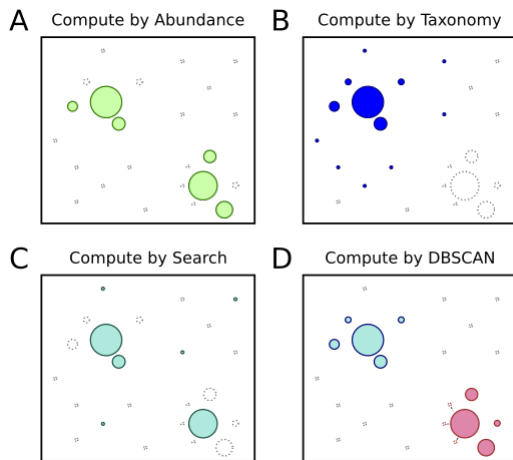 A Compute by Abundance
B Compute by Taxonomy
C Compute by Search
D Compute by DBSCAN